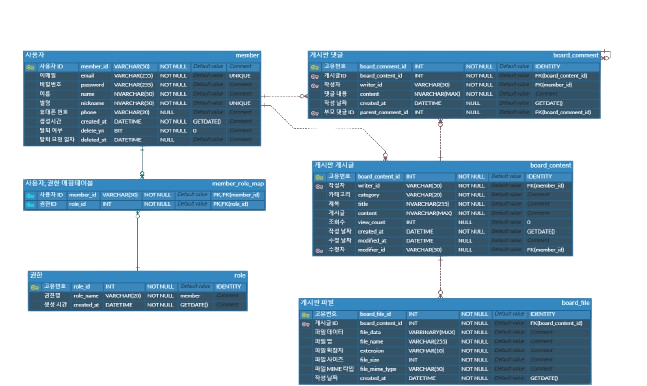 사용자 member
사용자 ID member_id VARCHAR(50) NOT NULL Default value Comment
이메일 email VARCHAR(255) NOT NULL Default value UNIQUE
비밀번호 password VARCHAR(255) NOT NULL Default value Comment
이름 name NVARCHAR(50) NOT NULL Default value Comment
별명 nickname NVARCHAR(50) NOT NULL Default value UNIQUE
휴대폰 번호 phone VARCHAR(20) NULL Default value Comment
생성시간 created_at DATETIME NOT NULL GETDATE() Comment
탈퇴 여부 delete_yn BIT NOT NULL 0 Comment
탈퇴 요청 일자 deleted_at DATETIME NULL Default value Comment
사용자, 권한 매핑테이블 member_role_map
사용자 ID member_id VARCHAR(50) NOT NULL Default value PK,FK(member_id)
권한ID role_id INT NOT NULL Default value PK,FK(role_id)
권한 role
고유번호 role_id INT NOT NULL Default value IDENTITY
권한명 role_name VARCHAR(20) NOT NULL member Comment
생성 시간 created_at DATETIME NOT NULL GETDATE() Comment
게시판 댓글 board_comment
고유번호 board_comment_id INT NOT NULL Default value IDENTITY
게시글ID board_content_id INT NOT NULL Default value FK(board_content_id)
작성자 writer_id VARCHAR(50) NOT NULL Default value FK(member_id)
댓글 내용 content NVARCHAR(MAX) NOT NULL Default value Comment
작성 날짜 created_at DATETIME NULL Default value GETDATE()
부모 댓글 ID parent_comment_id INT NULL Default value FK(board_comment_id)
게시판 게시글 board_content
고유번호 board_content_id INT NOT NULL Default value IDENTITY
작성자 writer_id VARCHAR(50) NOT NULL Default value FK(member_id)
카테고리 category VARCHAR(20) NOT NULL Default value Comment
제목 title NVARCHAR(255) NOT NULL Default value Comment
게시글 content NVARCHAR(MAX) NOT NULL Default value Comment
조회수 view_count INT NULL Default value 0
작성 날짜 created_at DATETIME NOT NULL Default value GETDATE()
수정 날짜 modified_at DATETIME NULL Default value Comment
수정자 modifier_id VARCHAR(50) NULL Default value FK(member_id)
게시판 파일 board_file
고유번호 board_file_id INT NOT NULL Default value IDENTITY
게시글 ID board_content_id INT NOT NULL Default value FK(board_content_id)
파일 데이터 file_data VARBINARY(MAX) NOT NULL Default value Comment
파일 명 file_name VARCHAR(255) NOT NULL Default value Comment
파일 확장자 extension VARCHAR(10) NOT NULL Default value Comment
파일 사이즈 file_size INT NOT NULL Default value Comment
파일 MIME 타입 file_mime_type VARCHAR(50) NOT NULL Default value Comment
작성 날짜 created_at DATETIME NOT NULL Default value GETDATE()